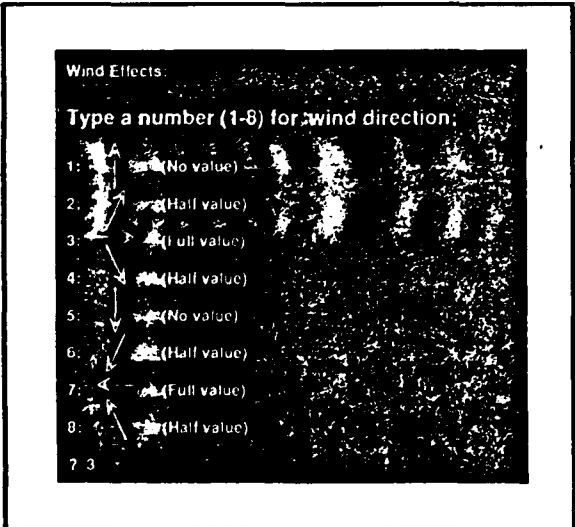 Wind Effects:
Type a number (1-8) for wind direction:
1: (No value)
2: (Half value)
3: (Full value)
4: (Half value)
5: (No value)
6: (Half value)
7: (Full value)
8: (Half value)
? 3